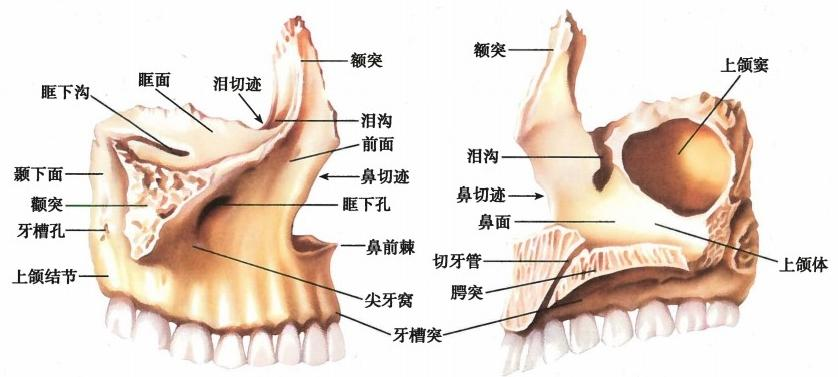 额突
眶面
泪切迹
眶下沟
泪沟
前面
颞下面
鼻切迹
颧突
眶下孔
牙槽孔
鼻前棘
上颌结节
尖牙窝
牙槽突
额突
上颌窦
泪沟
鼻切迹
鼻面
切牙管
上颌体
腭突